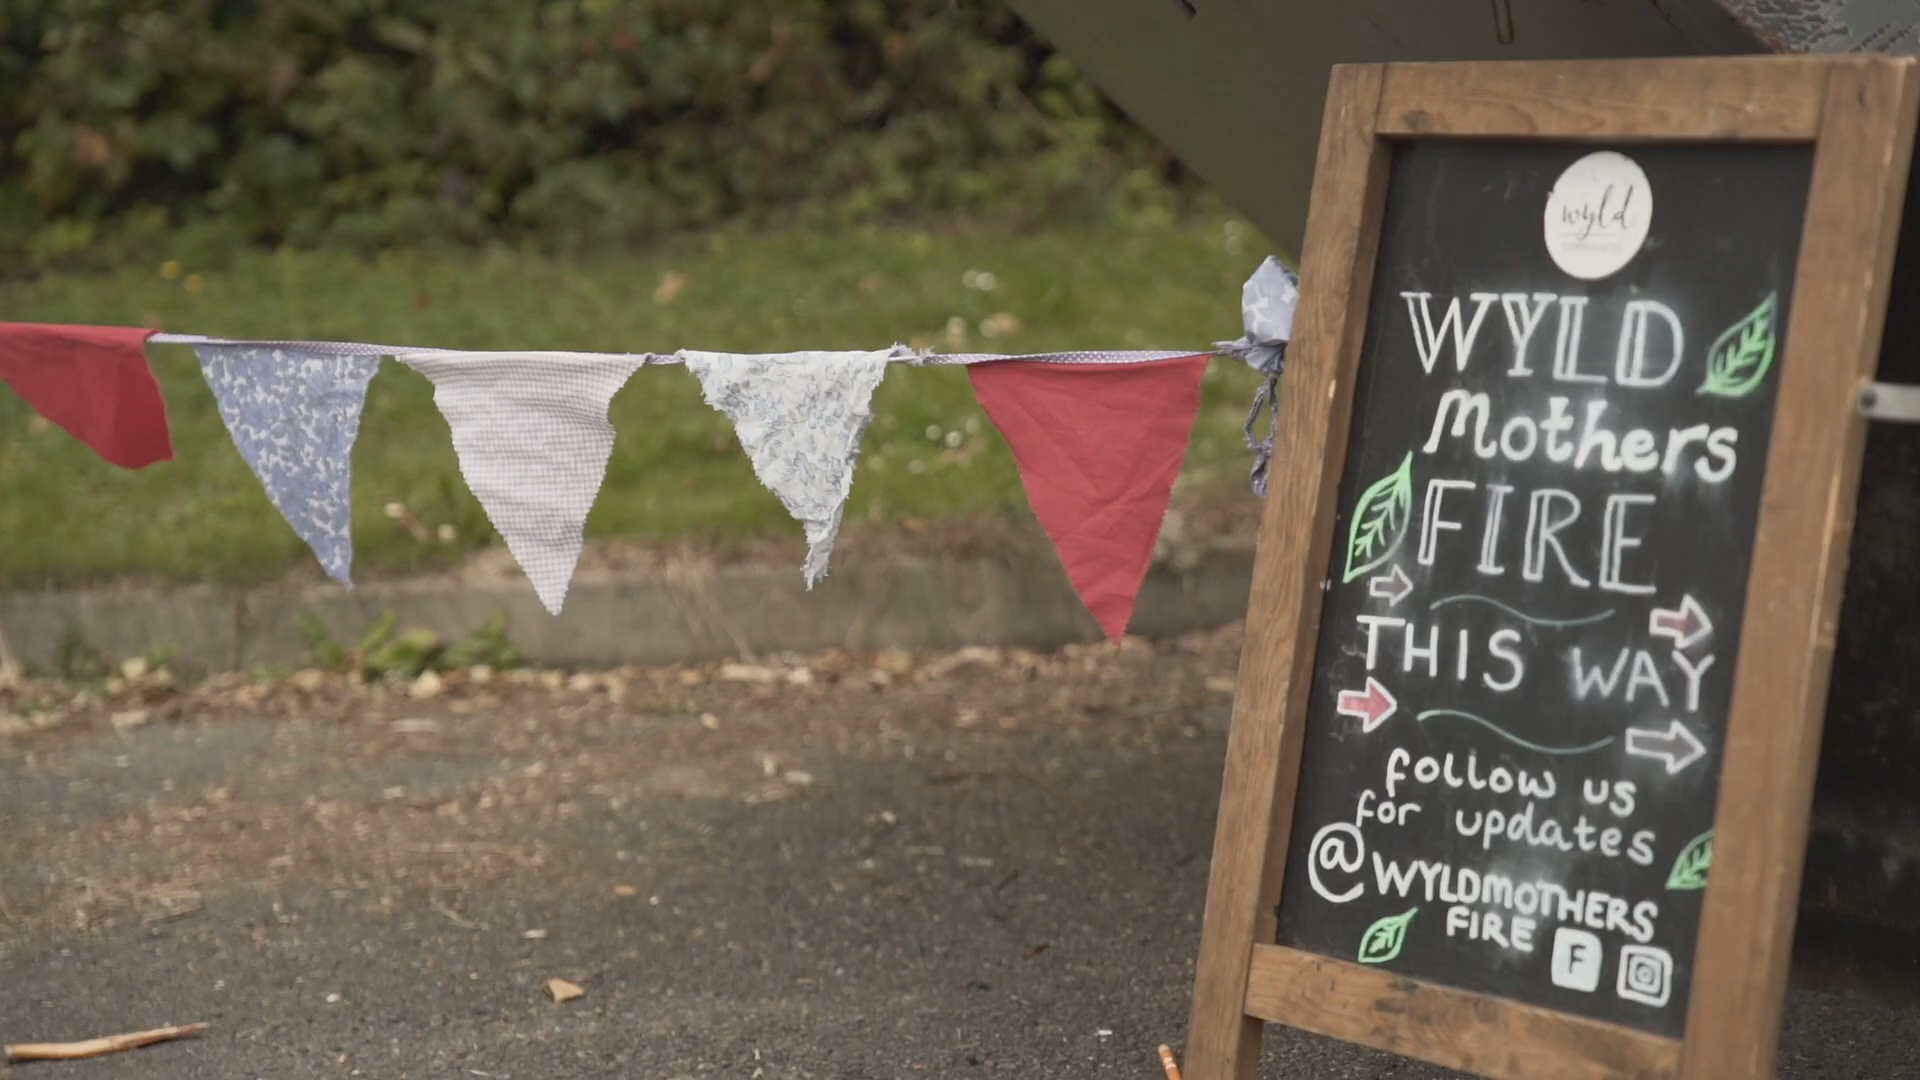 wyld
WYLD
Mothers
FIRE
THIS WAY
follow us
for updates
@WYLDMOTHERS
FIRE F